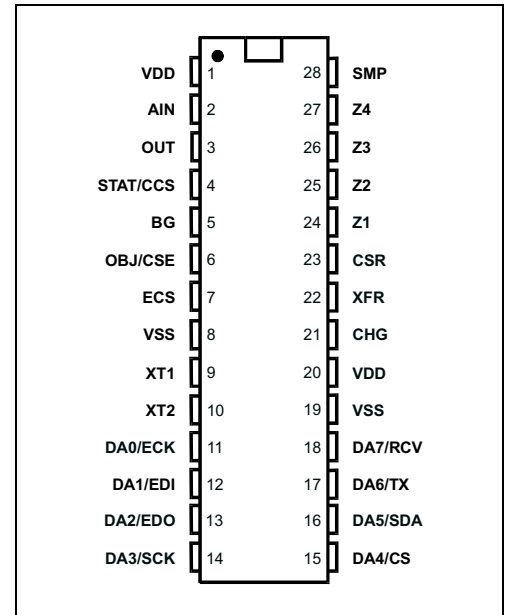 VDD 1 28 SMP
AIN 2 27 Z4
OUT 3 26 Z3
STAT/CCS 4 25 Z2
BG 5 24 Z1
OBJ/CSE 6 23 CSR
ECS 7 22 XFR
VSS 8 21 CHG
XT1 9 20 VDD
XT2 10 19 VSS
DA0/ECK 11 18 DA7/RCV
DA1/EDI 12 17 DA6/TX
DA2/EDO 13 16 DA5/SDA
DA3/SCK 14 15 DA4/CS